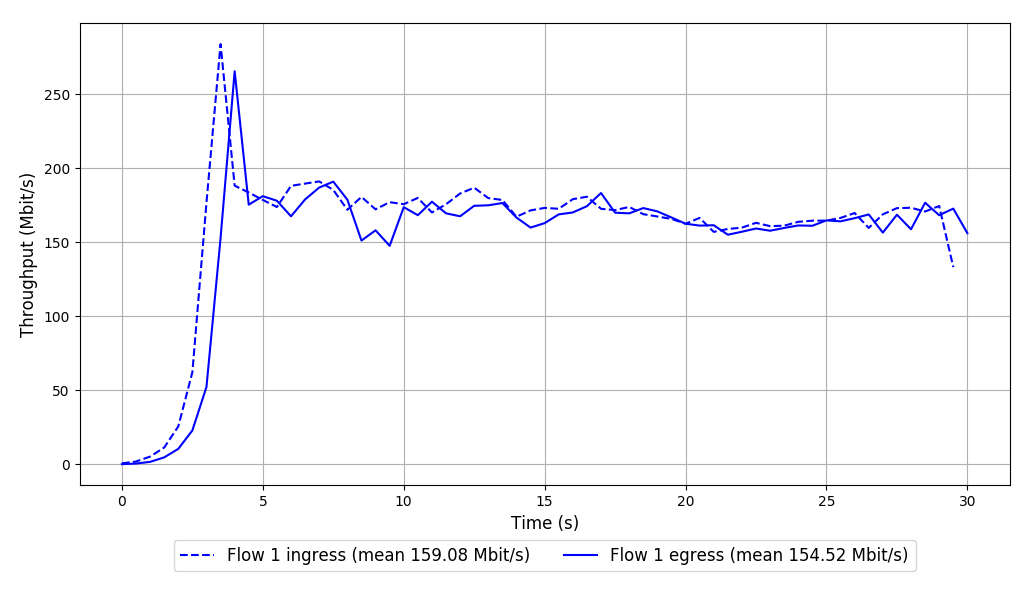 250
200
150
100
50
0
Throughput (Mbit/s)
0 5 10 15 20 25 30
Time (s)
Flow 1 ingress (mean 159.08 Mbit/s) Flow 1 egress (mean 154.52 Mbit/s)